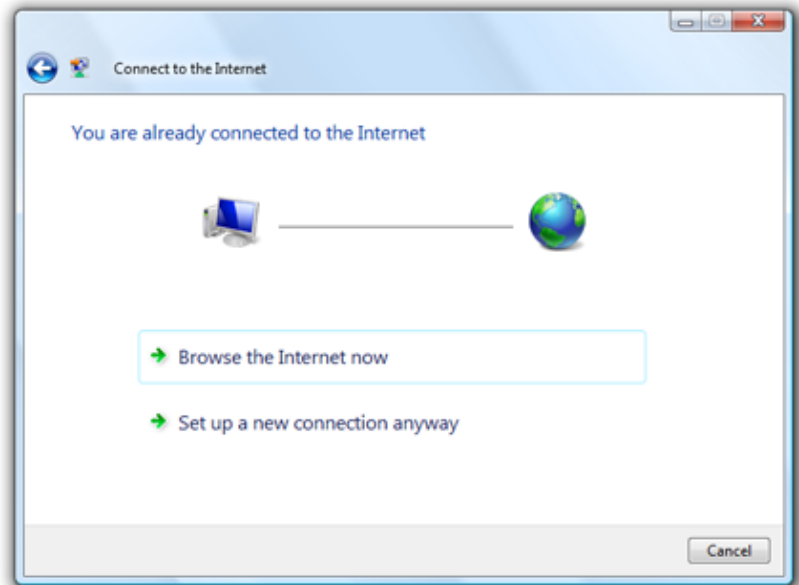 Connect to the Internet
You are already connected to the Internet
Browse the Internet now
Set up a new connection anyway
Cancel